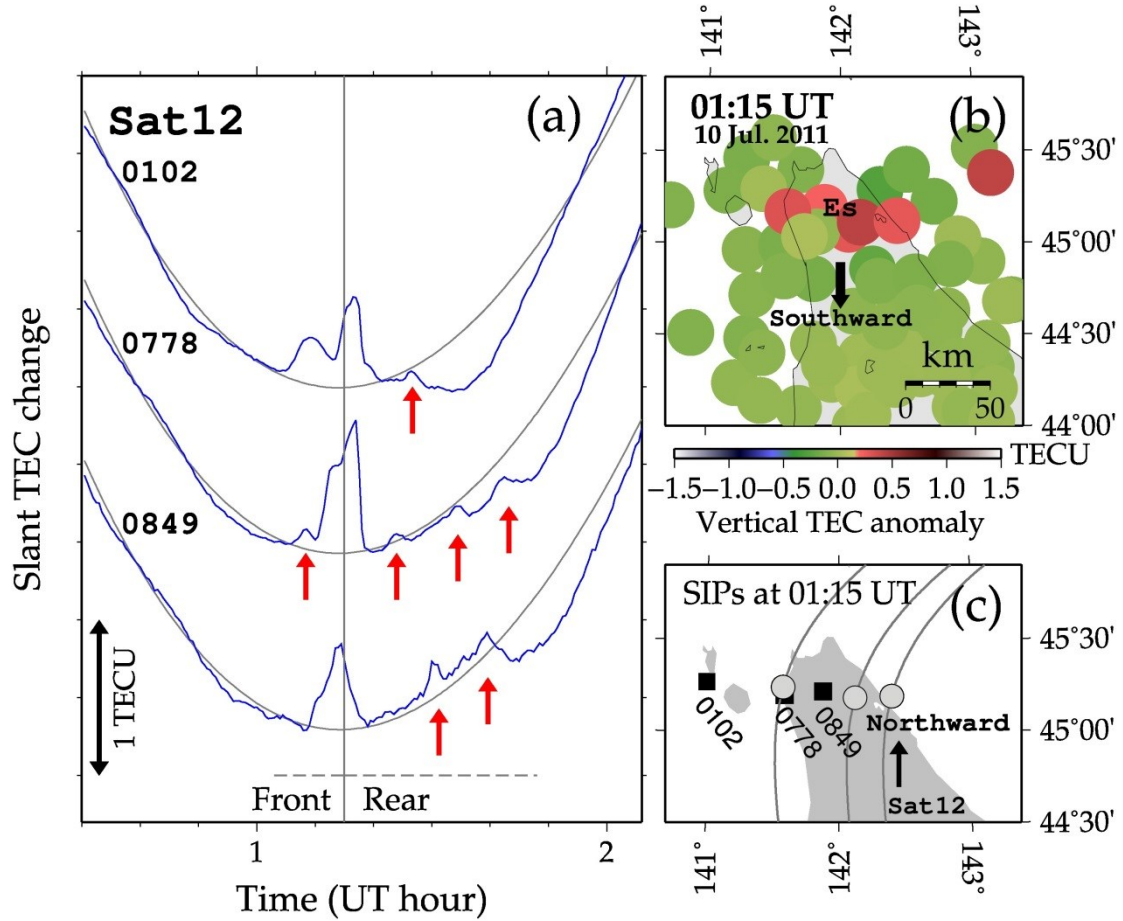 Slant TEC change
Sat12
(a)
0102
0778
0849
1 TECU
Front
Rear
1
2
Time (UT hour)
141°
142°
143°
01:15 UT
(b)
10 Jul. 2011
Es
Southward
km
0
50
45°30'
45°00'
44°30'
44°00'
TECU
−1.5
−1.0
−0.5
0.0
0.5
1.0
1.5
Vertical TEC anomaly
SIPs at 01:15 UT
(c)
0102
0778
0849
Northward
Sat12
45°30'
45°00'
44°30'
141°
142°
143°